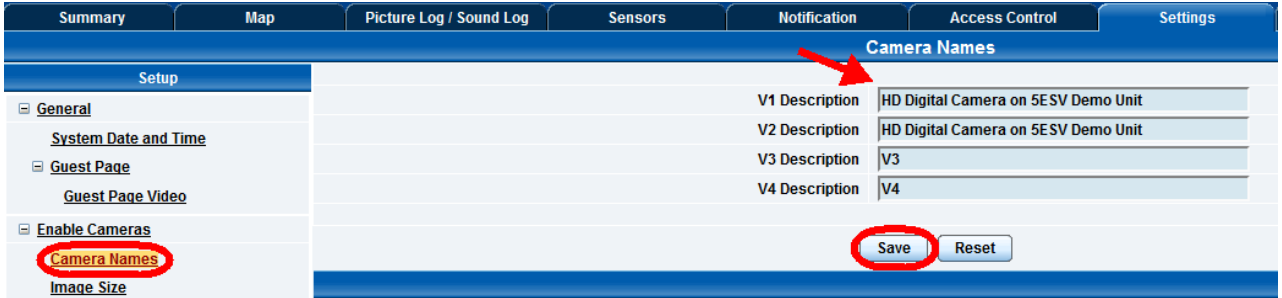 Summary Map Picture Log / Sound Log Sensors Notification Access Control Settings
Camera Names
Setup
General
System Date and Time
Guest Page
Guest Page Video
Enable Cameras
Camera Names
Image Size
V1 Description HD Digital Camera on 5ESV Demo Unit
V2 Description HD Digital Camera on 5ESV Demo Unit
V3 Description V3
V4 Description V4
Save Reset